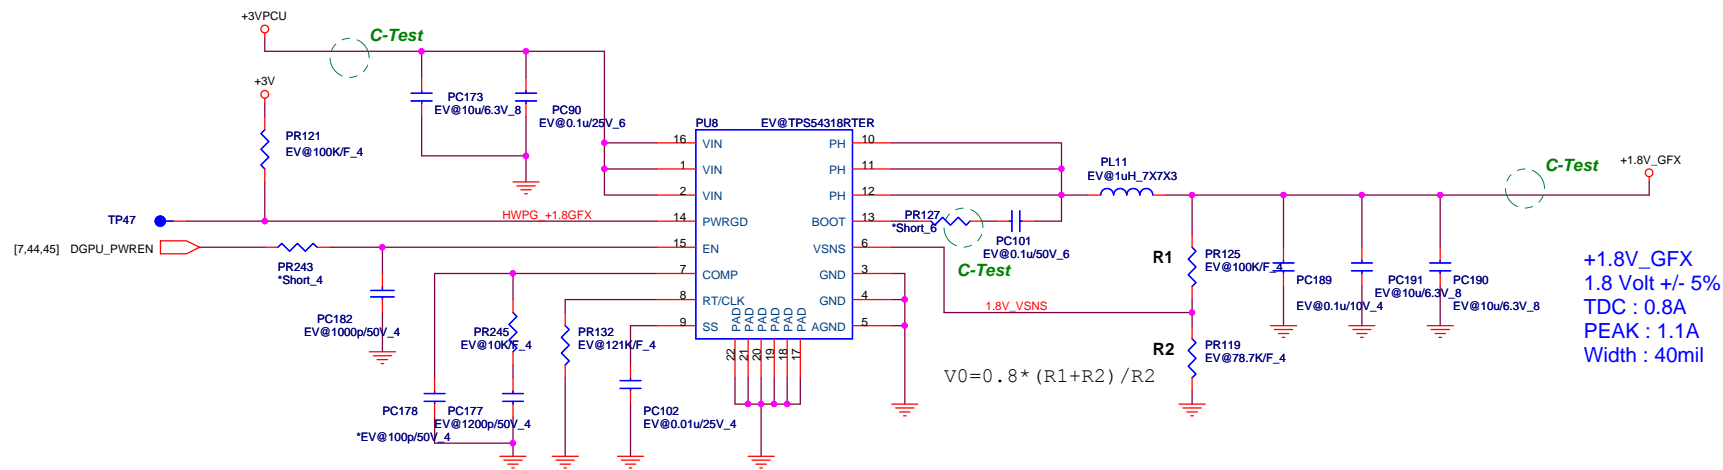 +3VPCU
C-Test
+3V
PC173
EV@10u/6.3V_8
PC90
EV@0.1u/25V_6
PR121
EV@100K/F_4
PU8
EV@TPS54318RTER
16 VIN
1 VIN
2 VIN
14 PWRGD
15 EN
7 COMP
8 RT/CLK
9 SS
PH 10
PH 11
PH 12
BOOT 13
VSNS 6
GND 3
GND 4
AGND 5
PAD PAD PAD PAD PAD PAD
22 21 20 19 18 17
TP47
HWPG_+1.8GFX
[7,44,45] DGPU_PWREN
PR243
*Short_4
PC182
EV@1000p/50V_4
PR245
EV@10K/F_4
PR132
EV@121K/F_4
PC178
*EV@100p/50V_4
PC177
EV@1200p/50V_4
PC102
EV@0.01u/25V_4
PL11
EV@1uH_7X7X3
PR127
*Short_6
PC101
EV@0.1u/50V_6
C-Test
1.8V_VSNS
R1
PR125
EV@100K/F_4
R2
PR119
EV@78.7K/F_4
V0=0.8*(R1+R2)/R2
PC189
EV@0.1u/10V_4
PC191
EV@10u/6.3V_8
PC190
EV@10u/6.3V_8
C-Test
+1.8V_GFX
+1.8V_GFX
1.8 Volt +/- 5%
TDC : 0.8A
PEAK : 1.1A
Width : 40mil